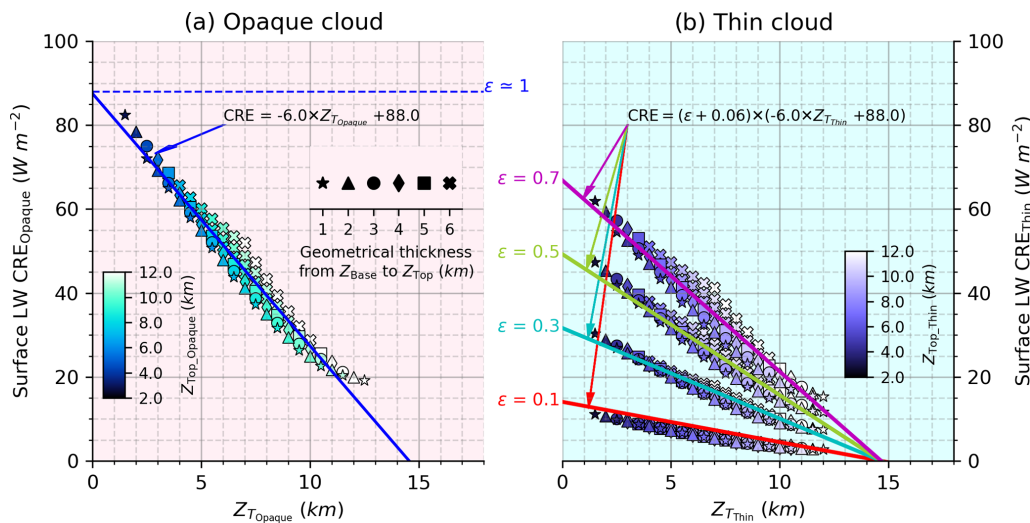 (a) Opaque cloud
(b) Thin cloud
100
80
60
40
20
0
Surface LW CRE_Opaque (W m⁻²)
ε ≃ 1
CRE = -6.0×Z_T_Opaque +88.0
1 2 3 4 5 6
Geometrical thickness
from Z_Base to Z_Top (km)
12.0
10.0
8.0
6.0
4.0
2.0
Z_Top_Opaque (km)
0 5 10 15
Z_T_Opaque (km)
CRE = (ε + 0.06)×(-6.0×Z_T_Thin +88.0)
ε = 0.7
ε = 0.5
ε = 0.3
ε = 0.1
12.0
10.0
8.0
6.0
4.0
2.0
Z_Top_Thin (km)
0 5 10 15
Z_T_Thin (km)
100
80
60
40
20
0
Surface LW CRE_Thin (W m⁻²)